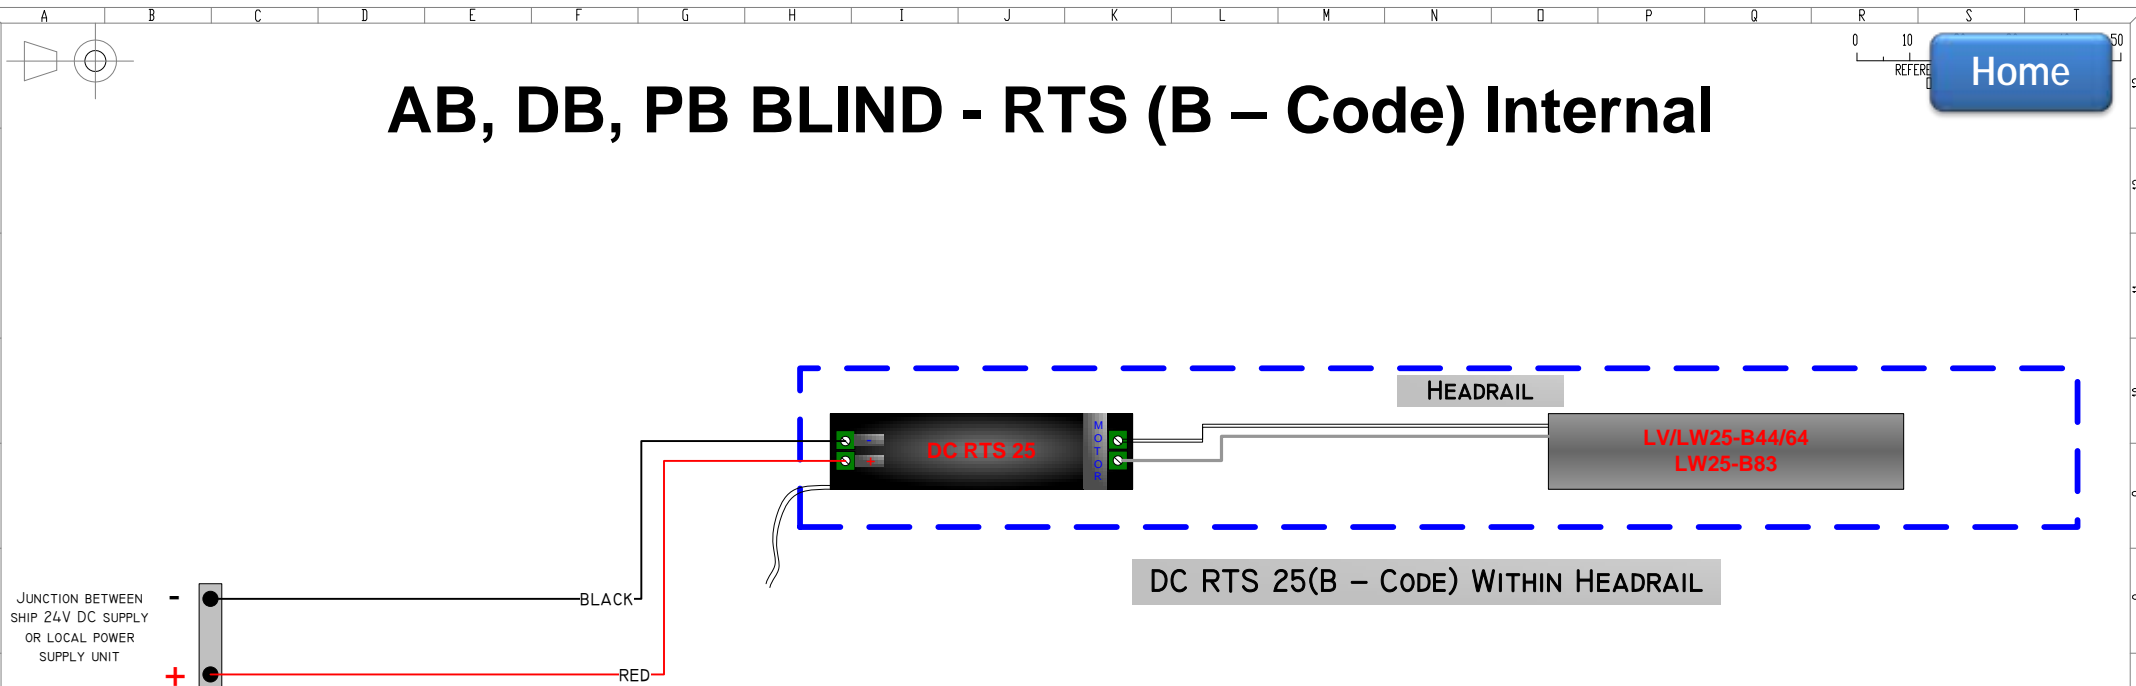 A B C D E F G H I J K L M N O P Q R S T
0 10 50
REFERE
Home
AB, DB, PB BLIND - RTS (B – Code) Internal
HEADRAIL
- DC RTS 25 MOTOR
+
LV/LW25-B44/64
LW25-B83
DC RTS 25(B – CODE) WITHIN HEADRAIL
JUNCTION BETWEEN -
SHIP 24V DC SUPPLY
OR LOCAL POWER
SUPPLY UNIT
+
BLACK
RED